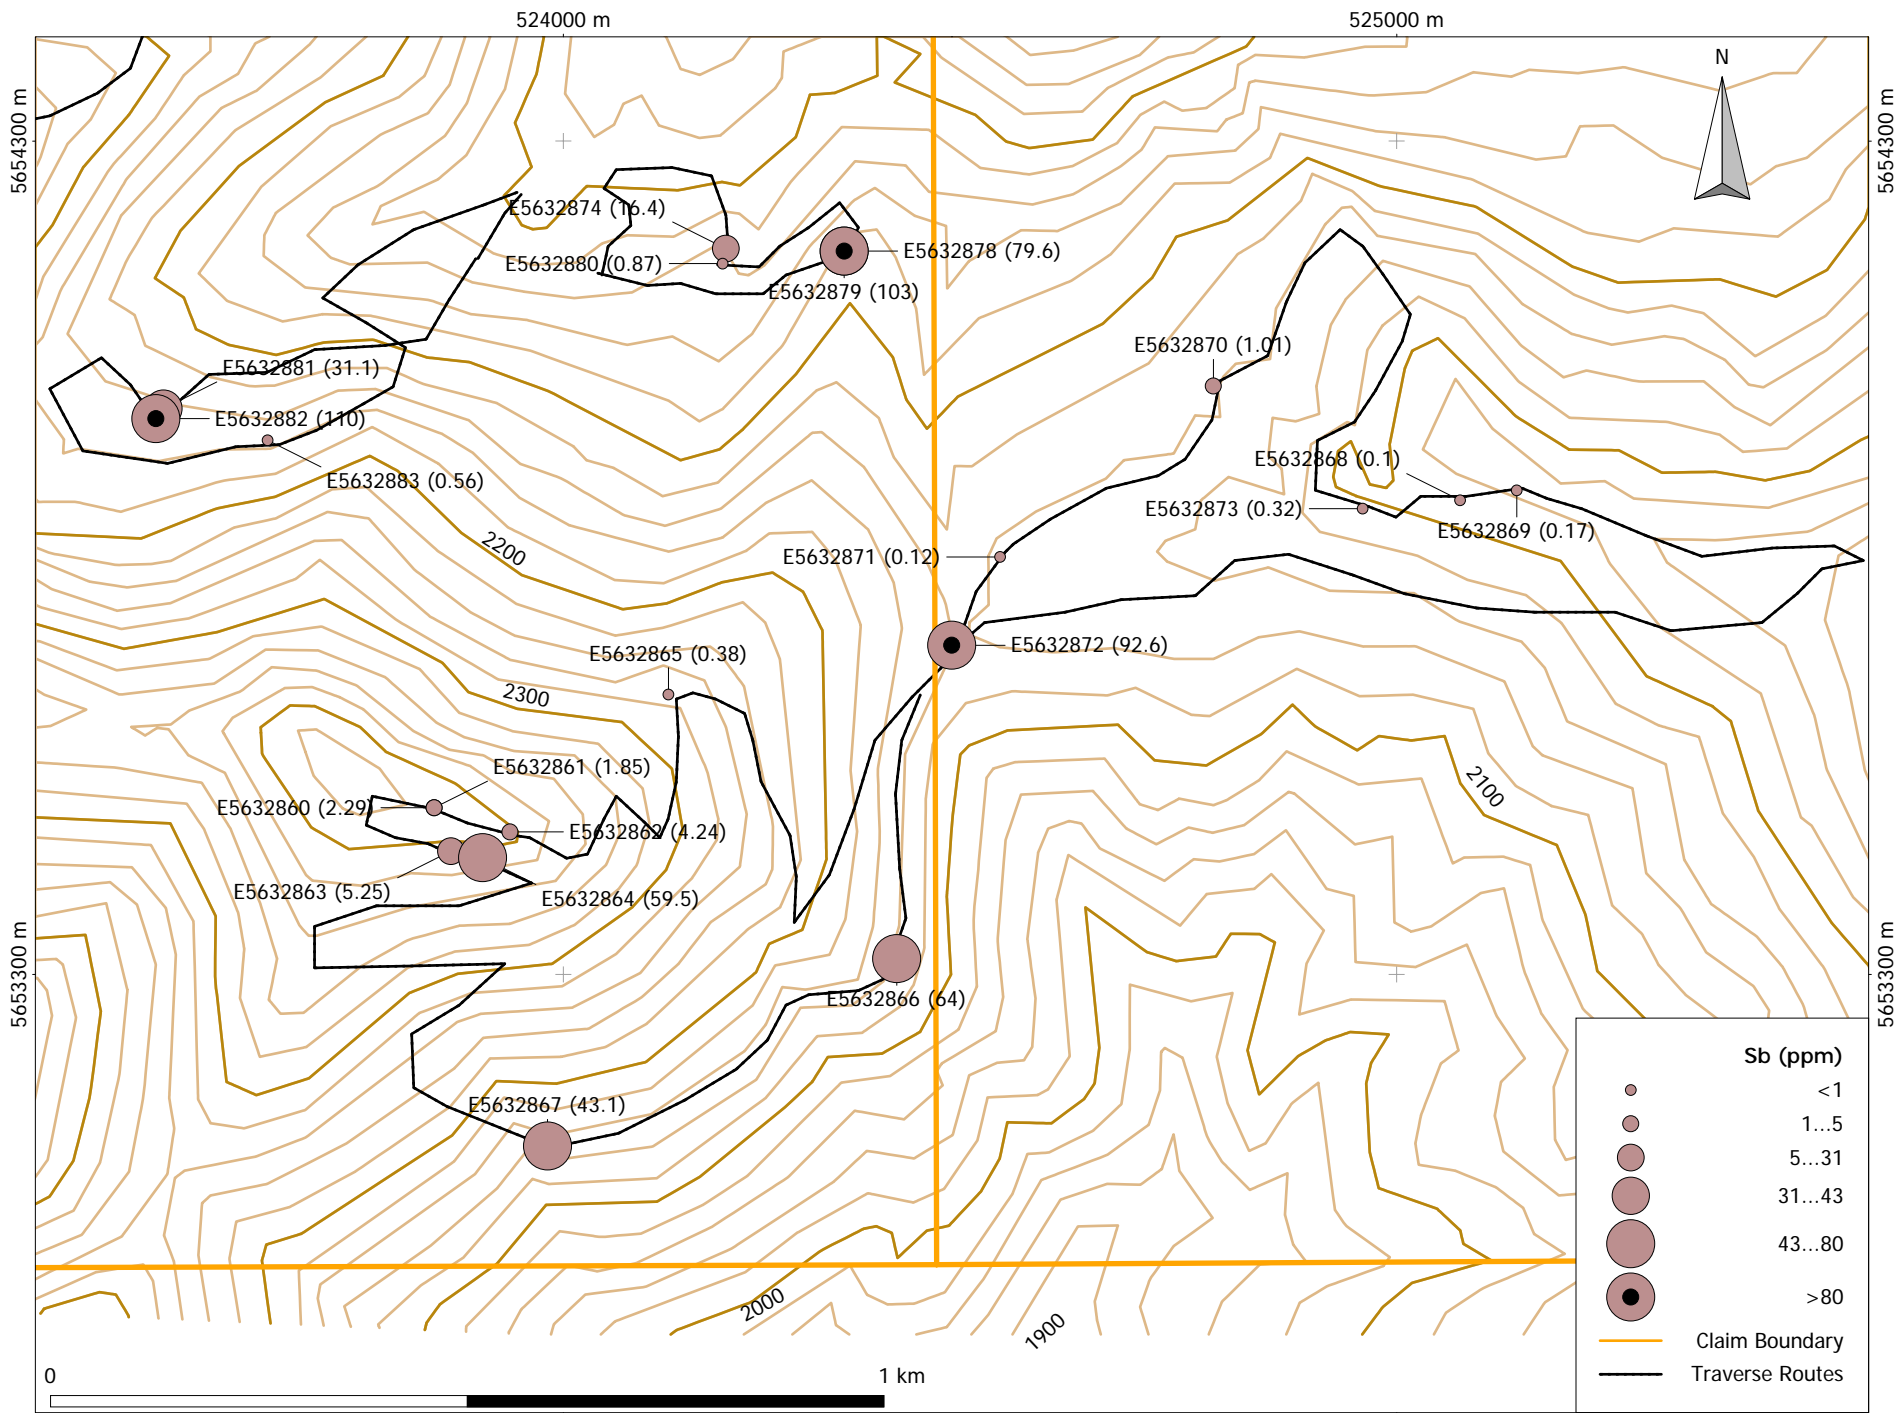 524000 m
525000 m
5654300 m
5654300 m
N
E5632874 (16.4)
E5632880 (0.87)
E5632878 (79.6)
E5632879 (103)
E5632870 (1.01)
E5632881 (31.1)
E5632882 (110)
E5632883 (0.56)
E5632868 (0.1)
E5632873 (0.32)
E5632869 (0.17)
2200
E5632871 (0.12)
E5632872 (92.6)
E5632865 (0.38)
2300
E5632861 (1.85)
E5632860 (2.29)
E5632862 (4.24)
2100
E5632863 (5.25)
E5632864 (59.5)
5653300 m
5653300 m
E5632866 (64)
E5632867 (43.1)
2000
1900
Sb (ppm)
<1
1...5
5...31
31...43
43...80
>80
Claim Boundary
Traverse Routes
0
1 km